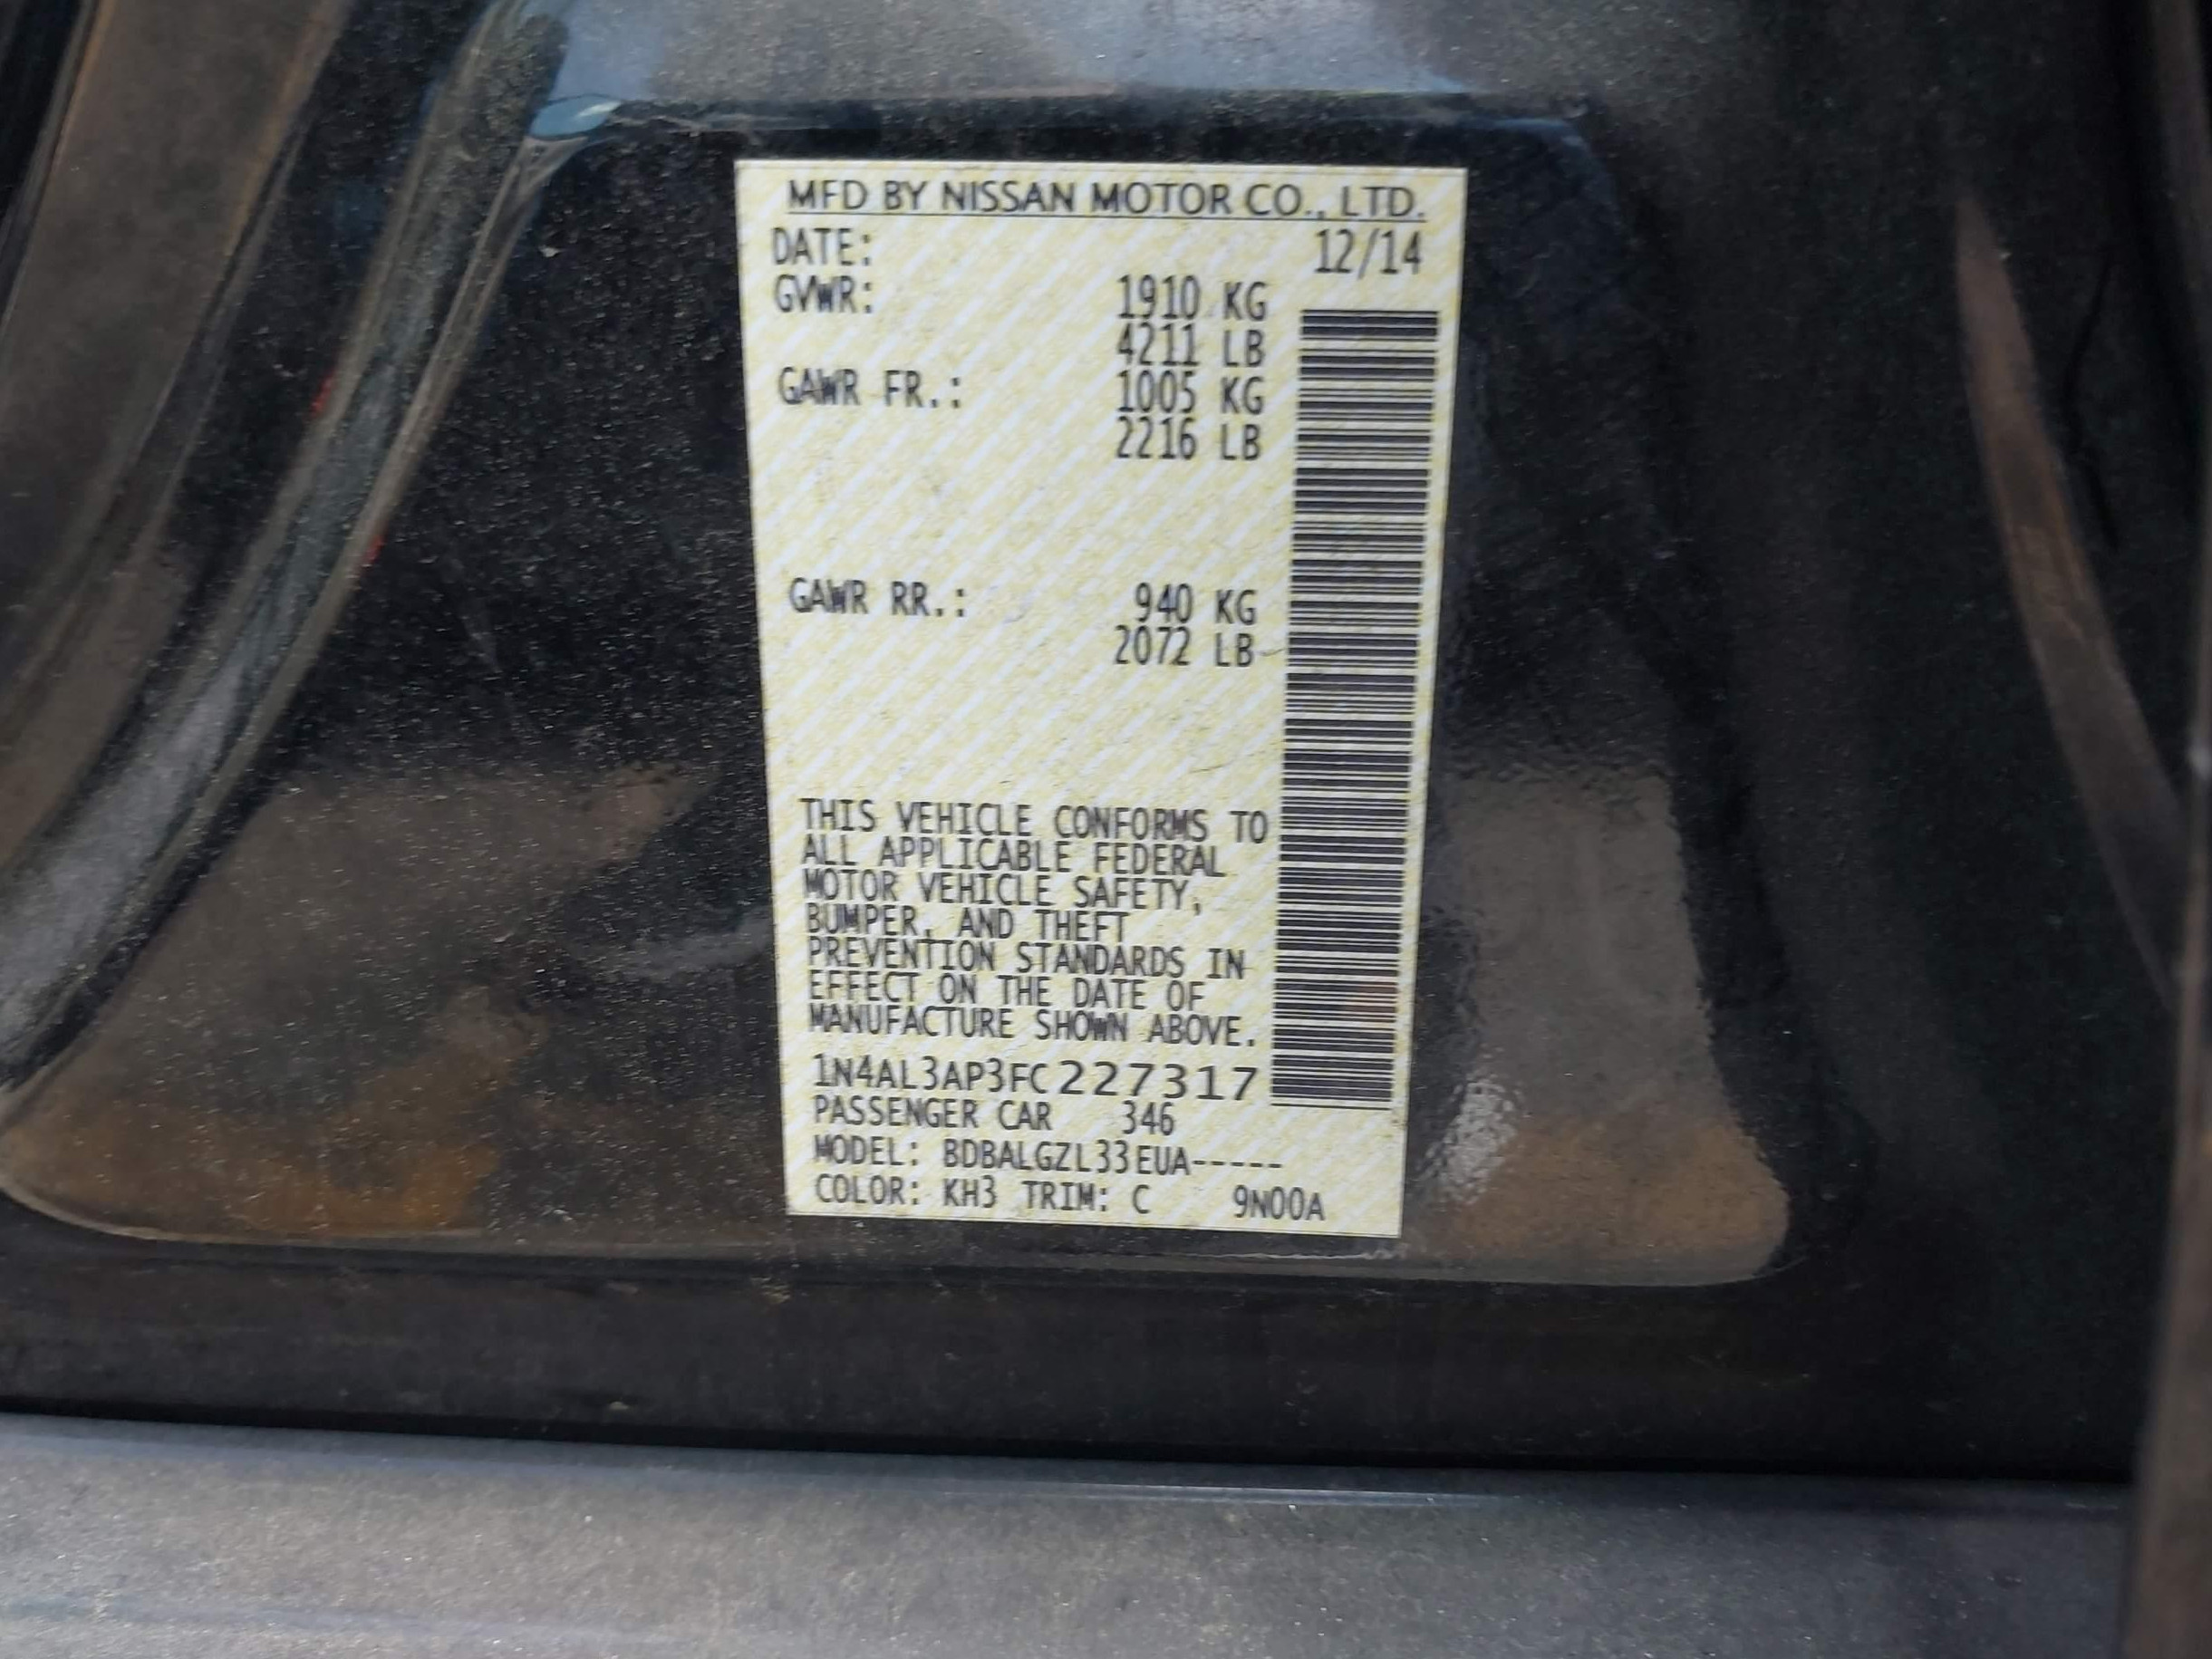 MFD BY NISSAN MOTOR CO., LTD.
DATE: 12/14
GVWR: 1910 KG
4211 LB
GAWR FR.: 1005 KG
2216 LB
GAWR RR.: 940 KG
2072 LB
THIS VEHICLE CONFORMS TO
ALL APPLICABLE FEDERAL
MOTOR VEHICLE SAFETY,
BUMPER, AND THEFT
PREVENTION STANDARDS IN
EFFECT ON THE DATE OF
MANUFACTURE SHOWN ABOVE.
1N4AL3AP3FC227317
PASSENGER CAR 346
MODEL: BDBALGZL33EUA-----
COLOR: KH3 TRIM: C 9N00A